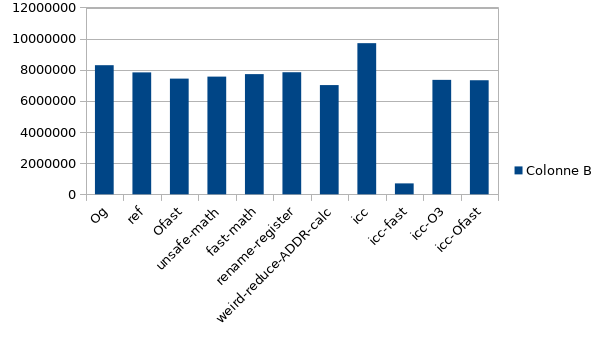 12000000
10000000
8000000
6000000
4000000
2000000
0
Og
ref
Ofast
unsafe-math
fast-math
rename-register
weird-reduce-ADDR-calc
icc
icc-fast
icc-O3
icc-Ofast
Colonne B